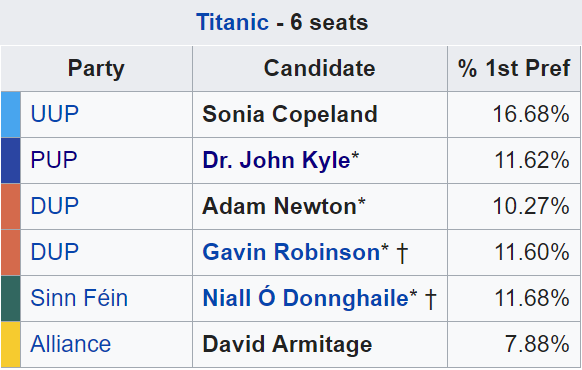 Titanic - 6 seats
Party Candidate % 1st Pref
UUP Sonia Copeland 16.68%
PUP Dr. John Kyle* 11.62%
DUP Adam Newton* 10.27%
DUP Gavin Robinson* † 11.60%
Sinn Féin Niall Ó Donnghaile* † 11.68%
Alliance David Armitage 7.88%